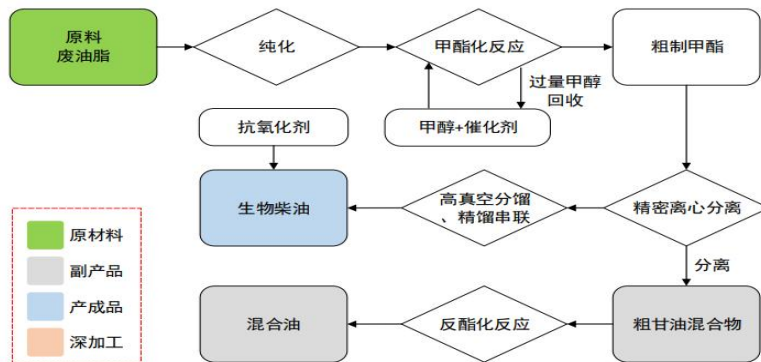 原料
废油脂
纯化
甲酯化反应
粗制甲酯
过量甲醇
回收
抗氧化剂
甲醇+催化剂
生物柴油
高真空分馏
、精馏串联
精密离心分离
分离
混合油
反酯化反应
粗甘油混合物
原材料
副产品
产成品
深加工